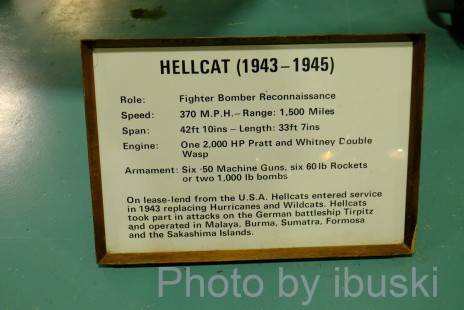 HELLCAT (1943–1945)
Role: Fighter Bomber Reconnaissance
Speed: 370 M.P.H.– Range: 1,500 Miles
Span: 42ft 10ins – Length: 33ft 7ins
Engine: One 2,000 HP Pratt and Whitney Double
Wasp
Armament: Six ·50 Machine Guns, six 60 lb Rockets
or two 1,000 lb bombs
On lease-lend from the U.S.A. Hellcats entered service
in 1943 replacing Hurricanes and Wildcats. Hellcats
took part in attacks on the German battleship Tirpitz
and operated in Malaya, Burma, Sumatra, Formosa
and the Sakashima Islands.
Photo by ibuski